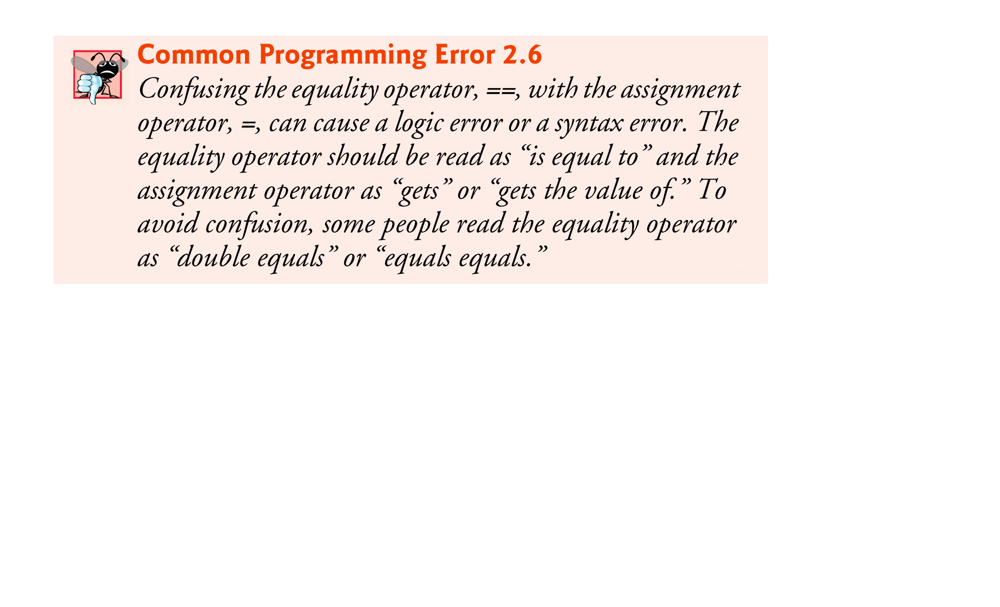 Common Programming Error 2.6
Confusing the equality operator, ==, with the assignment
operator, =, can cause a logic error or a syntax error. The
equality operator should be read as “is equal to” and the
assignment operator as “gets” or “gets the value of.” To
avoid confusion, some people read the equality operator
as “double equals” or “equals equals.”